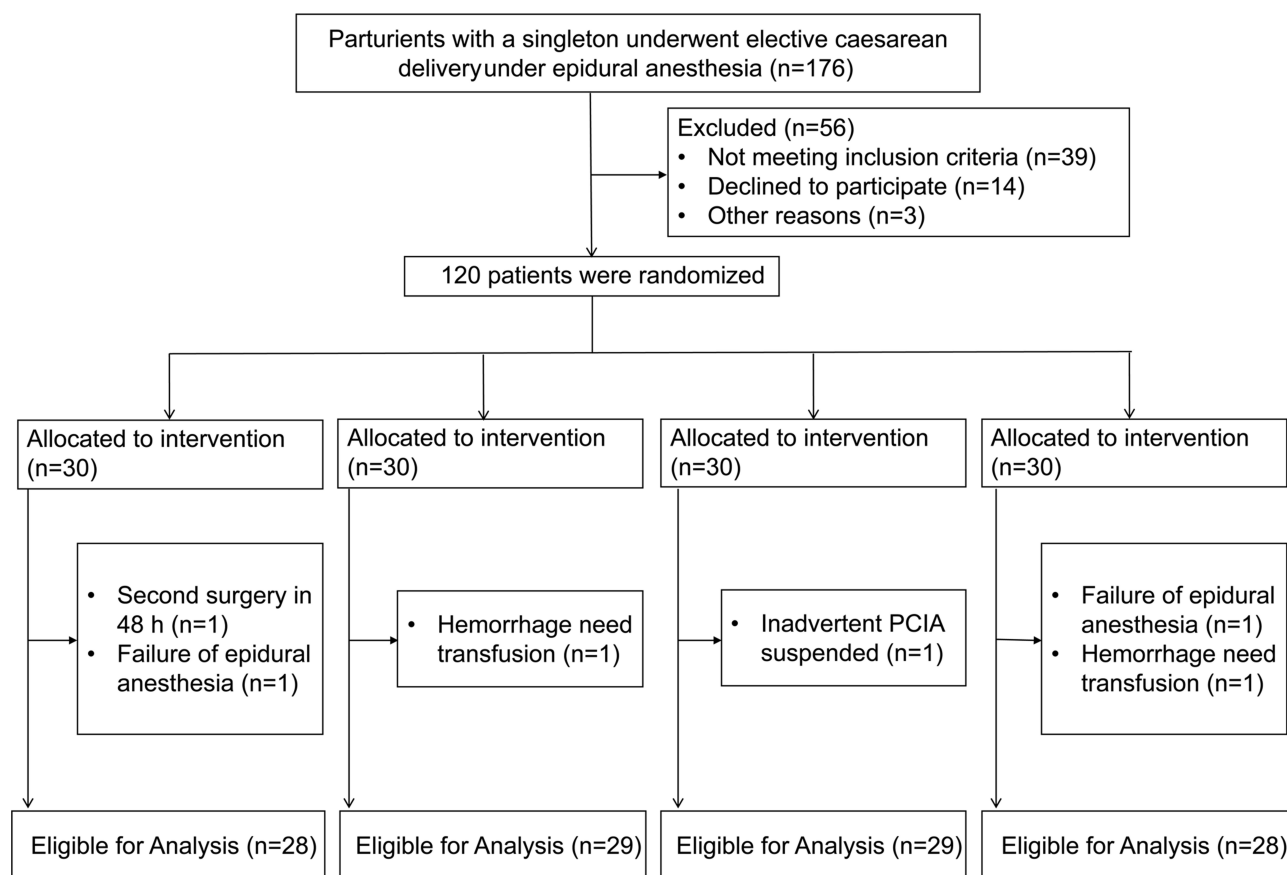 Parturients with a singleton underwent elective caesarean
deliveryunder epidural anesthesia (n=176)
Excluded (n=56)
• Not meeting inclusion criteria (n=39)
• Declined to participate (n=14)
• Other reasons (n=3)
120 patients were randomized
Allocated to intervention
(n=30)
Allocated to intervention
(n=30)
Allocated to intervention
(n=30)
Allocated to intervention
(n=30)
• Second surgery in
48 h (n=1)
• Failure of epidural
anesthesia (n=1)
• Hemorrhage need
transfusion (n=1)
• Inadvertent PCIA
suspended (n=1)
• Failure of epidural
anesthesia (n=1)
• Hemorrhage need
transfusion (n=1)
Eligible for Analysis (n=28)
Eligible for Analysis (n=29)
Eligible for Analysis (n=29)
Eligible for Analysis (n=28)